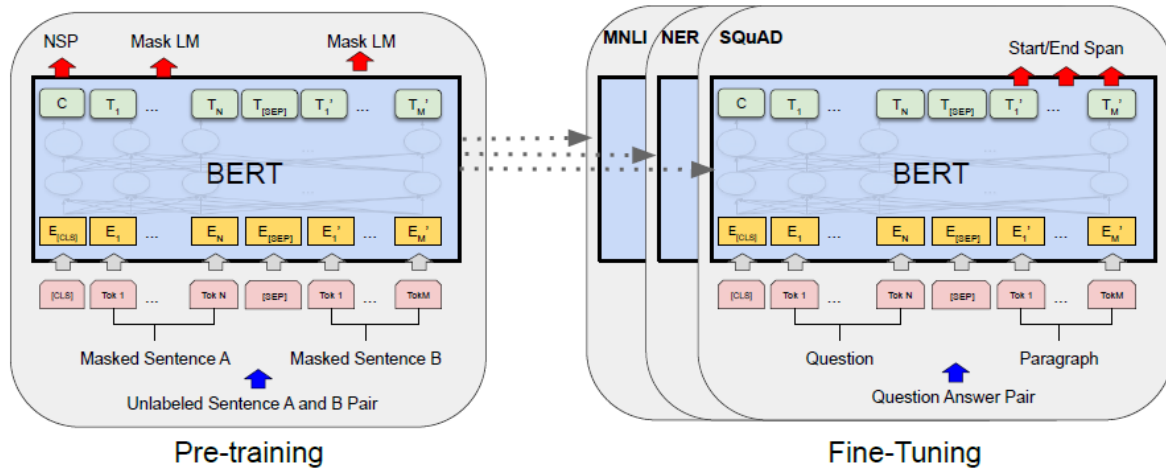 NSP Mask LM Mask LM
C T1 ... TN T[SEP] T1' ... TM'
...
BERT
...
E[CLS] E1 ... EN E[SEP] E1' ... EM'
[CLS] Tok 1 ... Tok N [SEP] Tok 1 ... TokM
Masked Sentence A Masked Sentence B
Unlabeled Sentence A and B Pair
Pre-training
MNLI NER SQuAD
Start/End Span
C T1 ... TN T[SEP] T1' ... TM'
...
BERT
...
E[CLS] E1 ... EN E[SEP] E1' ... EM'
[CLS] Tok 1 ... Tok N [SEP] Tok 1 ... TokM
Question Paragraph
Question Answer Pair
Fine-Tuning